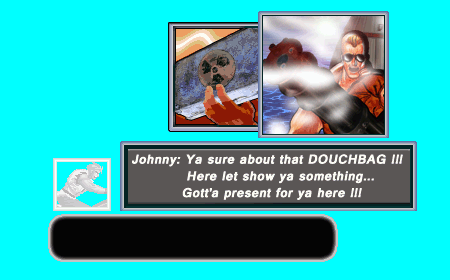 Johnny: Ya sure about that DOUCHBAG !!!
Here let show ya something...
Gott'a present for ya here !!!